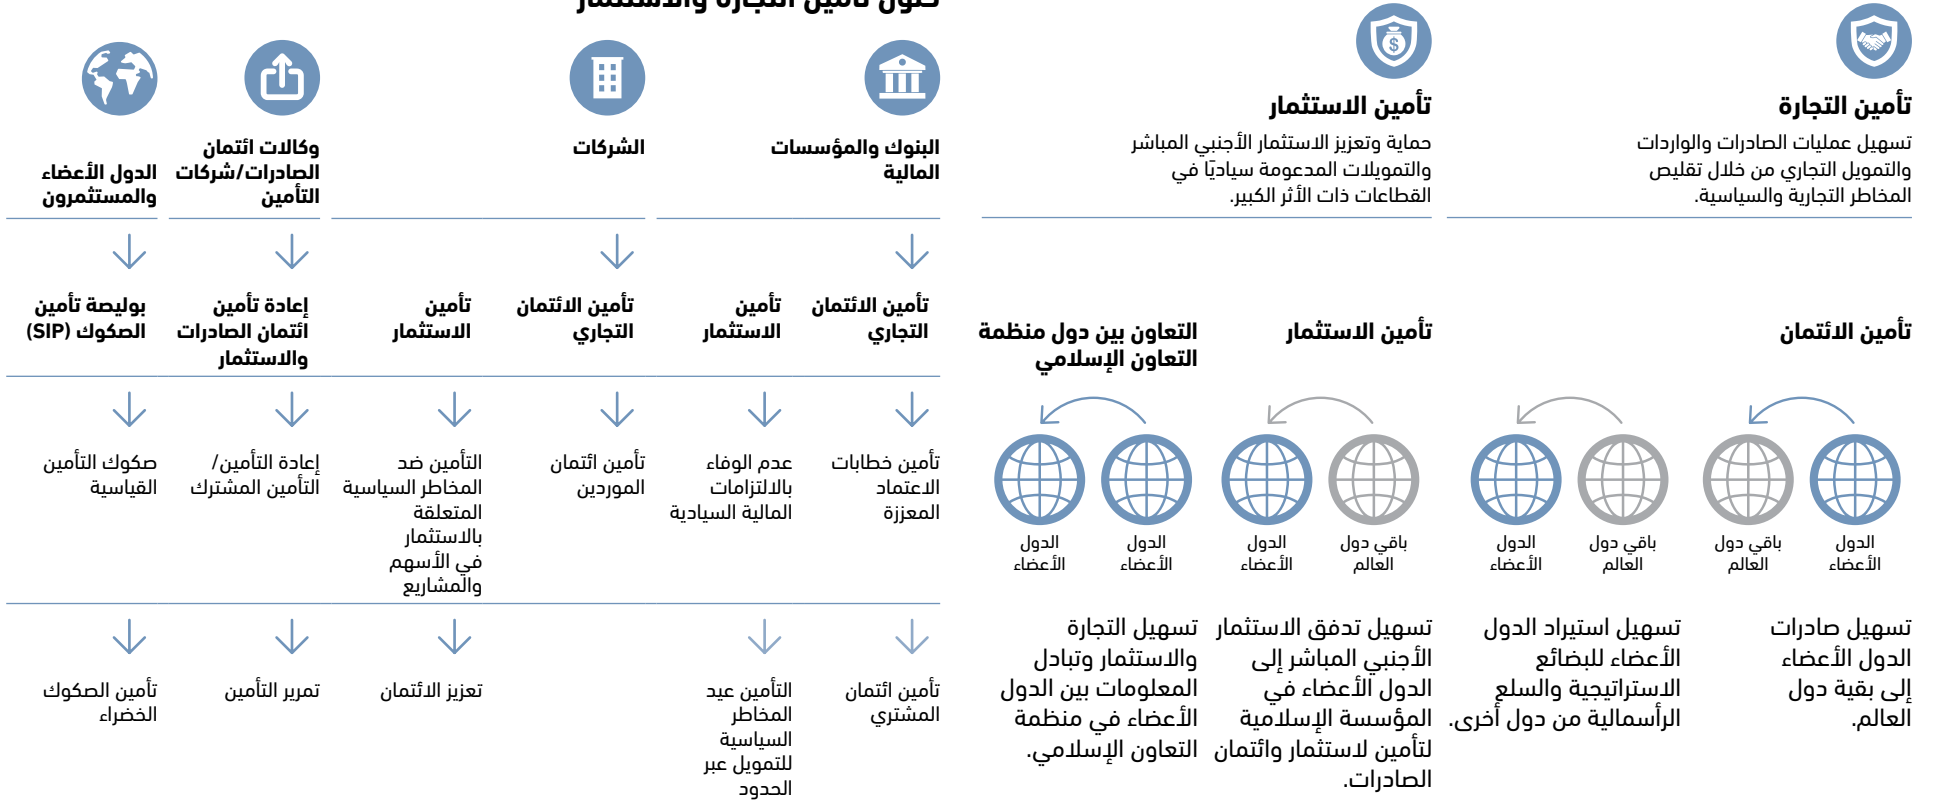 تأمين التجارة
تسهيل عمليات الصادرات والواردات
والتمويل التجاري من خلال تقليص
المخاطر التجارية والسياسية.
تأمين الاستثمار
حماية وتعزيز الاستثمار الأجنبي المباشر
والتمويلات المدعومة سياديًا في
القطاعات ذات الأثر الكبير.
تأمين الائتمان
الدول
الأعضاء
باقي دول
العالم
تسهيل صادرات
الدول الأعضاء
إلى بقية دول
العالم.
باقي دول
العالم
الدول
الأعضاء
تسهيل استيراد الدول
الأعضاء للبضائع
الاستراتيجية والسلع
الرأسمالية من دول أخرى.
تأمين الاستثمار
باقي دول
العالم
الدول
الأعضاء
تسهيل تدفق الاستثمار
الأجنبي المباشر إلى
الدول الأعضاء في
المؤسسة الإسلامية
لتأمين لاستثمار وائتمان
الصادرات.
التعاون بين دول منظمة
التعاون الإسلامي
الدول
الأعضاء
الدول
الأعضاء
تسهيل التجارة
والاستثمار وتبادل
المعلومات بين الدول
الأعضاء في منظمة
التعاون الإسلامي.
حلول تأمين التجارة والاستثمار
البنوك والمؤسسات
المالية
تأمين الائتمان
التجاري
تأمين خطابات
الاعتماد
المعززة
تأمين ائتمان
المشتري
تأمين
الاستثمار
عدم الوفاء
بالالتزامات
المالية السيادية
التأمين عيد
المخاطر
السياسية
للتمويل عبر
الحدود
الشركات
تأمين الائتمان
التجاري
تأمين ائتمان
الموردين
تأمين
الاستثمار
التأمين ضد
المخاطر السياسية
المتعلقة
بالاستثمار
في الأسهم
والمشاريع
تعزيز الائتمان
وكالات ائتمان
الصادرات/شركات
التأمين
إعادة تأمين
ائتمان الصادرات
والاستثمار
إعادة التأمين/
التأمين المشترك
تمرير التأمين
الدول الأعضاء
والمستثمرون
بوليصة تأمين
الصكوك (SIP)
صكوك التأمين
القياسية
تأمين الصكوك
الخضراء